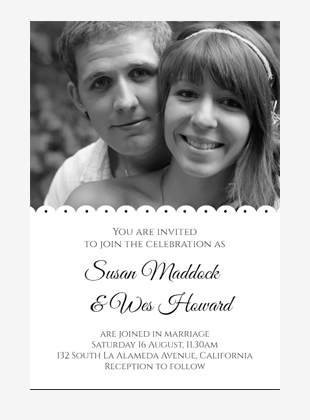 You are invited
to join the celebration as
Susan Maddock
& Wes Howard
are joined in marriage
Saturday 16 August, 11.30am
132 South La Alameda Avenue, California
Reception to follow